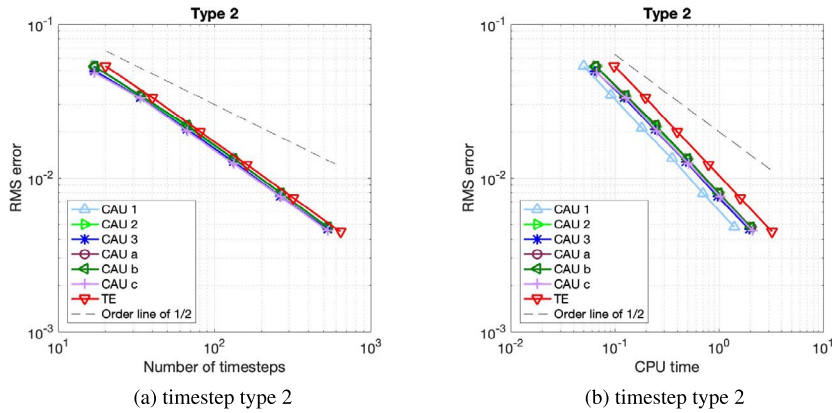 Type 2
10^-1
10^-2
10^-3
RMS error
CAU 1
CAU 2
CAU 3
CAU a
CAU b
CAU c
TE
Order line of 1/2
10^1
10^2
10^3
Number of timesteps
(a) timestep type 2
Type 2
10^-1
10^-2
10^-3
RMS error
CAU 1
CAU 2
CAU 3
CAU a
CAU b
CAU c
TE
Order line of 1/2
10^-2
10^-1
10^0
10^1
CPU time
(b) timestep type 2